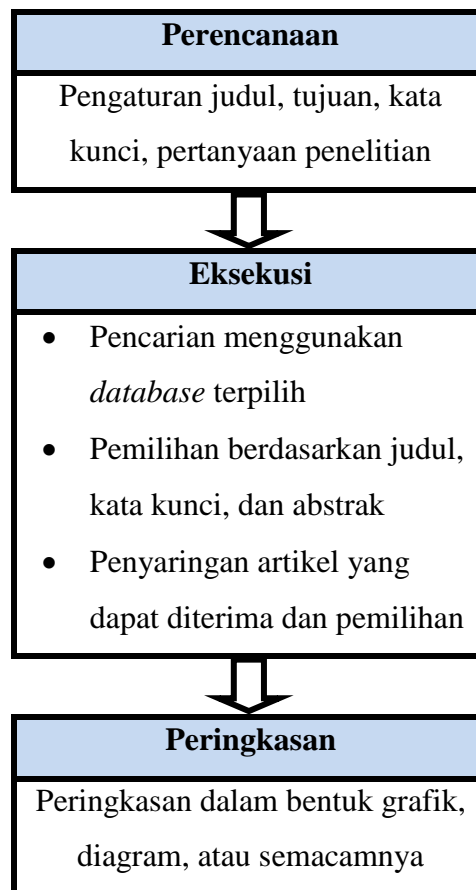 Perencanaan
Pengaturan judul, tujuan, kata
kunci, pertanyaan penelitian
Eksekusi
• Pencarian menggunakan
database terpilih
• Pemilihan berdasarkan judul,
kata kunci, dan abstrak
• Penyaringan artikel yang
dapat diterima dan pemilihan
Peringkasan
Peringkasan dalam bentuk grafik,
diagram, atau semacamnya